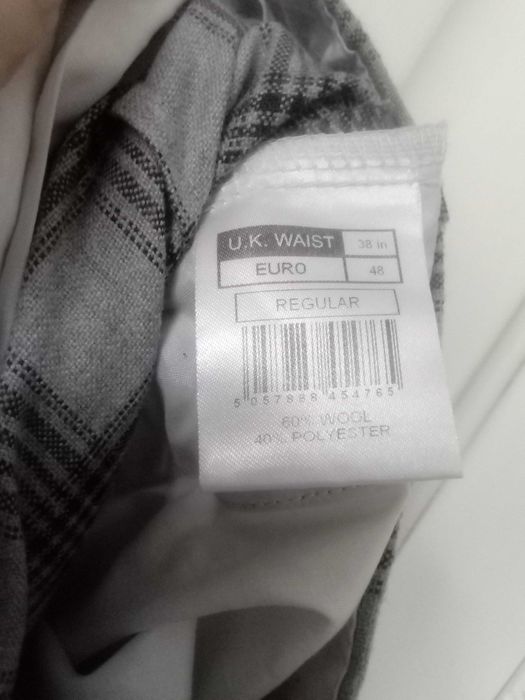 U.K. WAIST 38 in
EURO 48
REGULAR
5 057888 454765
60% WOOL
40% POLYESTER